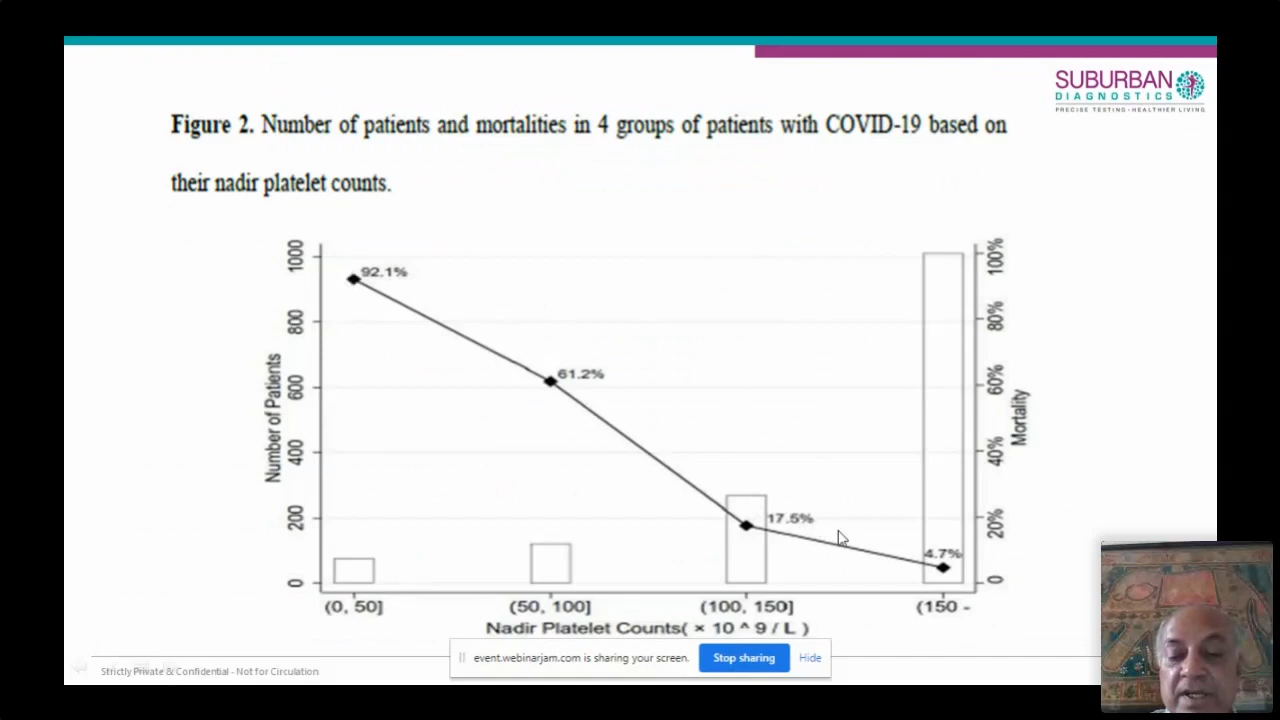 SUBURBAN
DIAGNOSTICS
PRECISE TESTING - HEALTHIER LIVING
Figure 2. Number of patients and mortalities in 4 groups of patients with COVID-19 based on
their nadir platelet counts.
Number of Patients
1000
800
600
400
200
0
92.1%
61.2%
17.5%
4.7%
100%
80%
60%
40%
20%
0
Mortality
(0, 50]
(50, 100]
(100, 150]
(150 -
Nadir Platelet Counts( × 10 ^ 9 / L )
event.webinarjam.com is sharing your screen.
Stop sharing
Hide
Strictly Private & Confidential - Not for Circulation